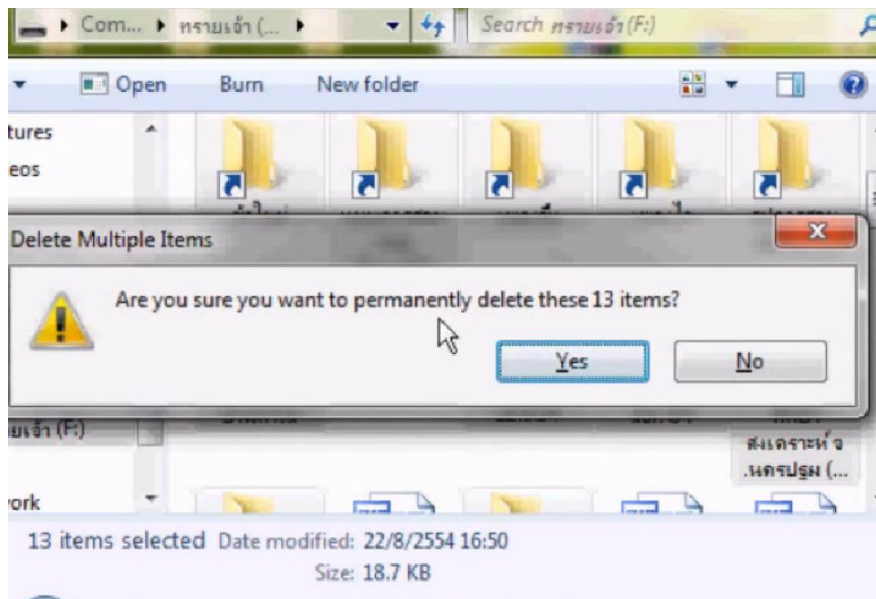 Com... ทรายเจ้า (...
Search ทรายเจ้า (F:)
Open Burn New folder
tures
eos
Delete Multiple Items
Are you sure you want to permanently delete these 13 items?
Yes No
ยเจ้า (F:)
สงเคราะห์ จ
.นครปฐม (...
ork
13 items selected Date modified: 22/8/2554 16:50
Size: 18.7 KB